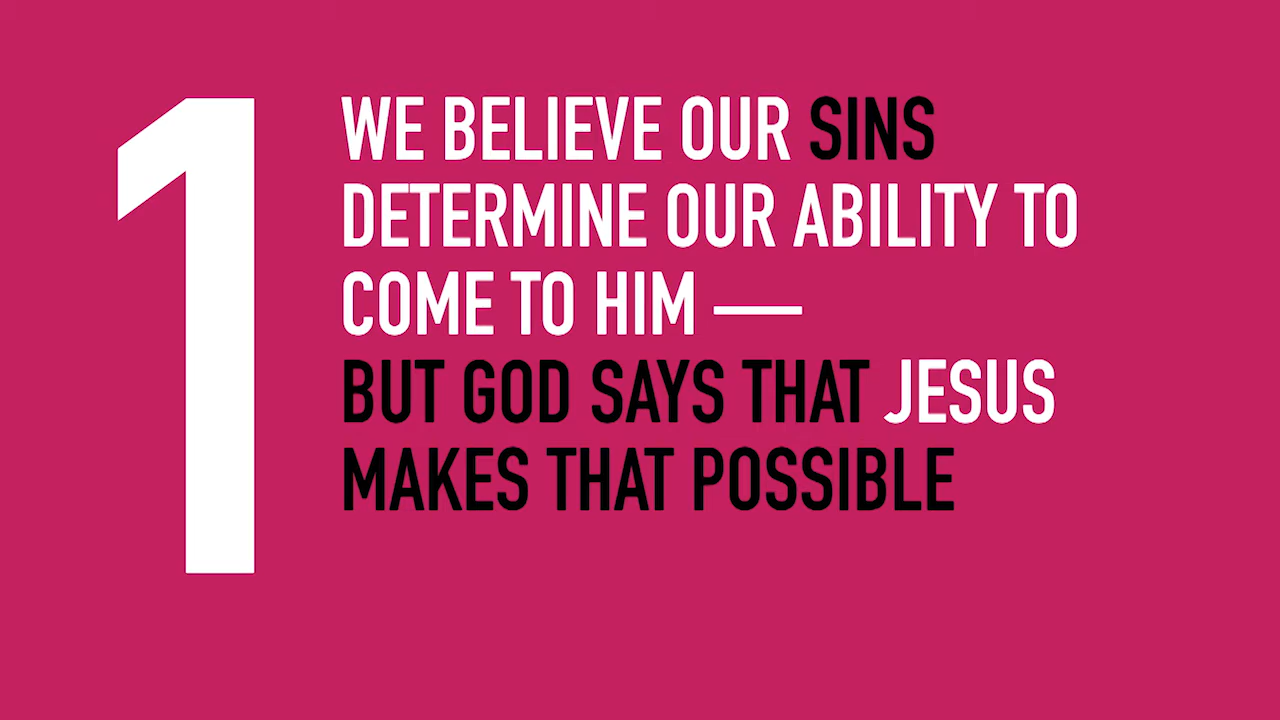 1
WE BELIEVE OUR SINS
DETERMINE OUR ABILITY TO
COME TO HIM —
BUT GOD SAYS THAT JESUS
MAKES THAT POSSIBLE